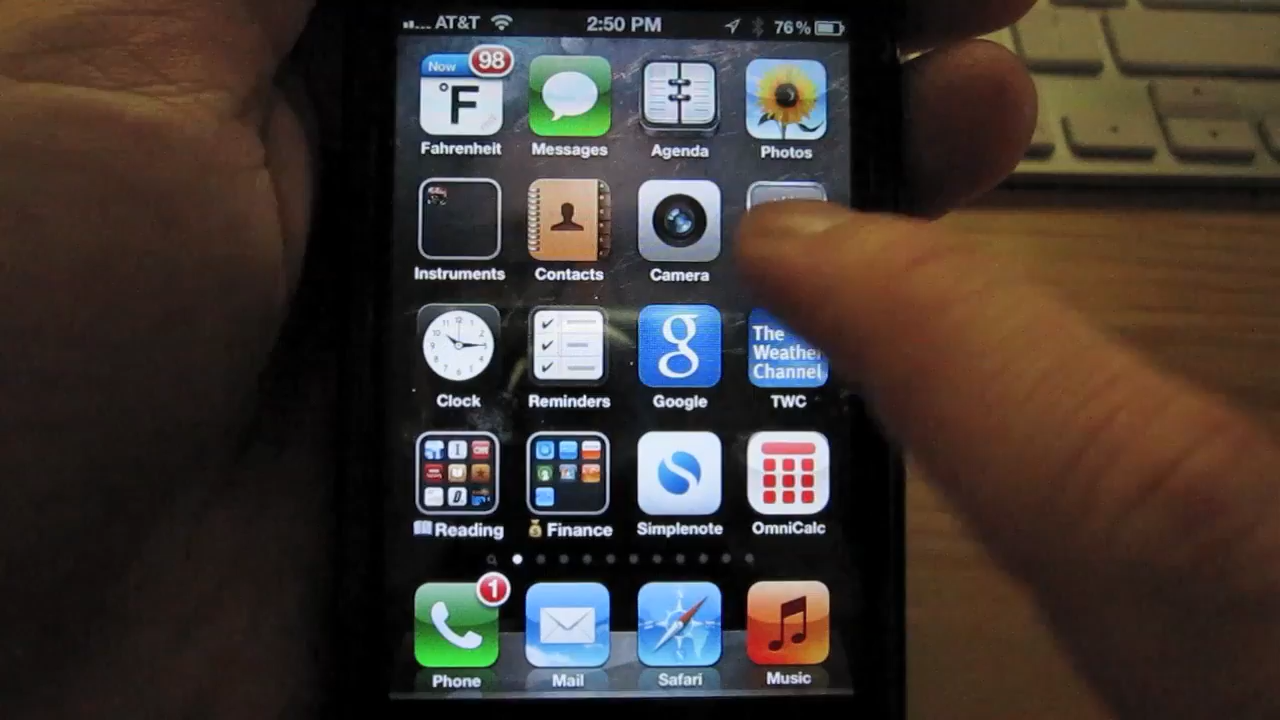 AT&T 2:50 PM 76%
Now 98
°F
Fahrenheit Messages Agenda Photos
Instruments Contacts Camera
The
Weather
Channel
g
Clock Reminders Google TWC
Reading Finance Simplenote OmniCalc
1
Phone Mail Safari Music